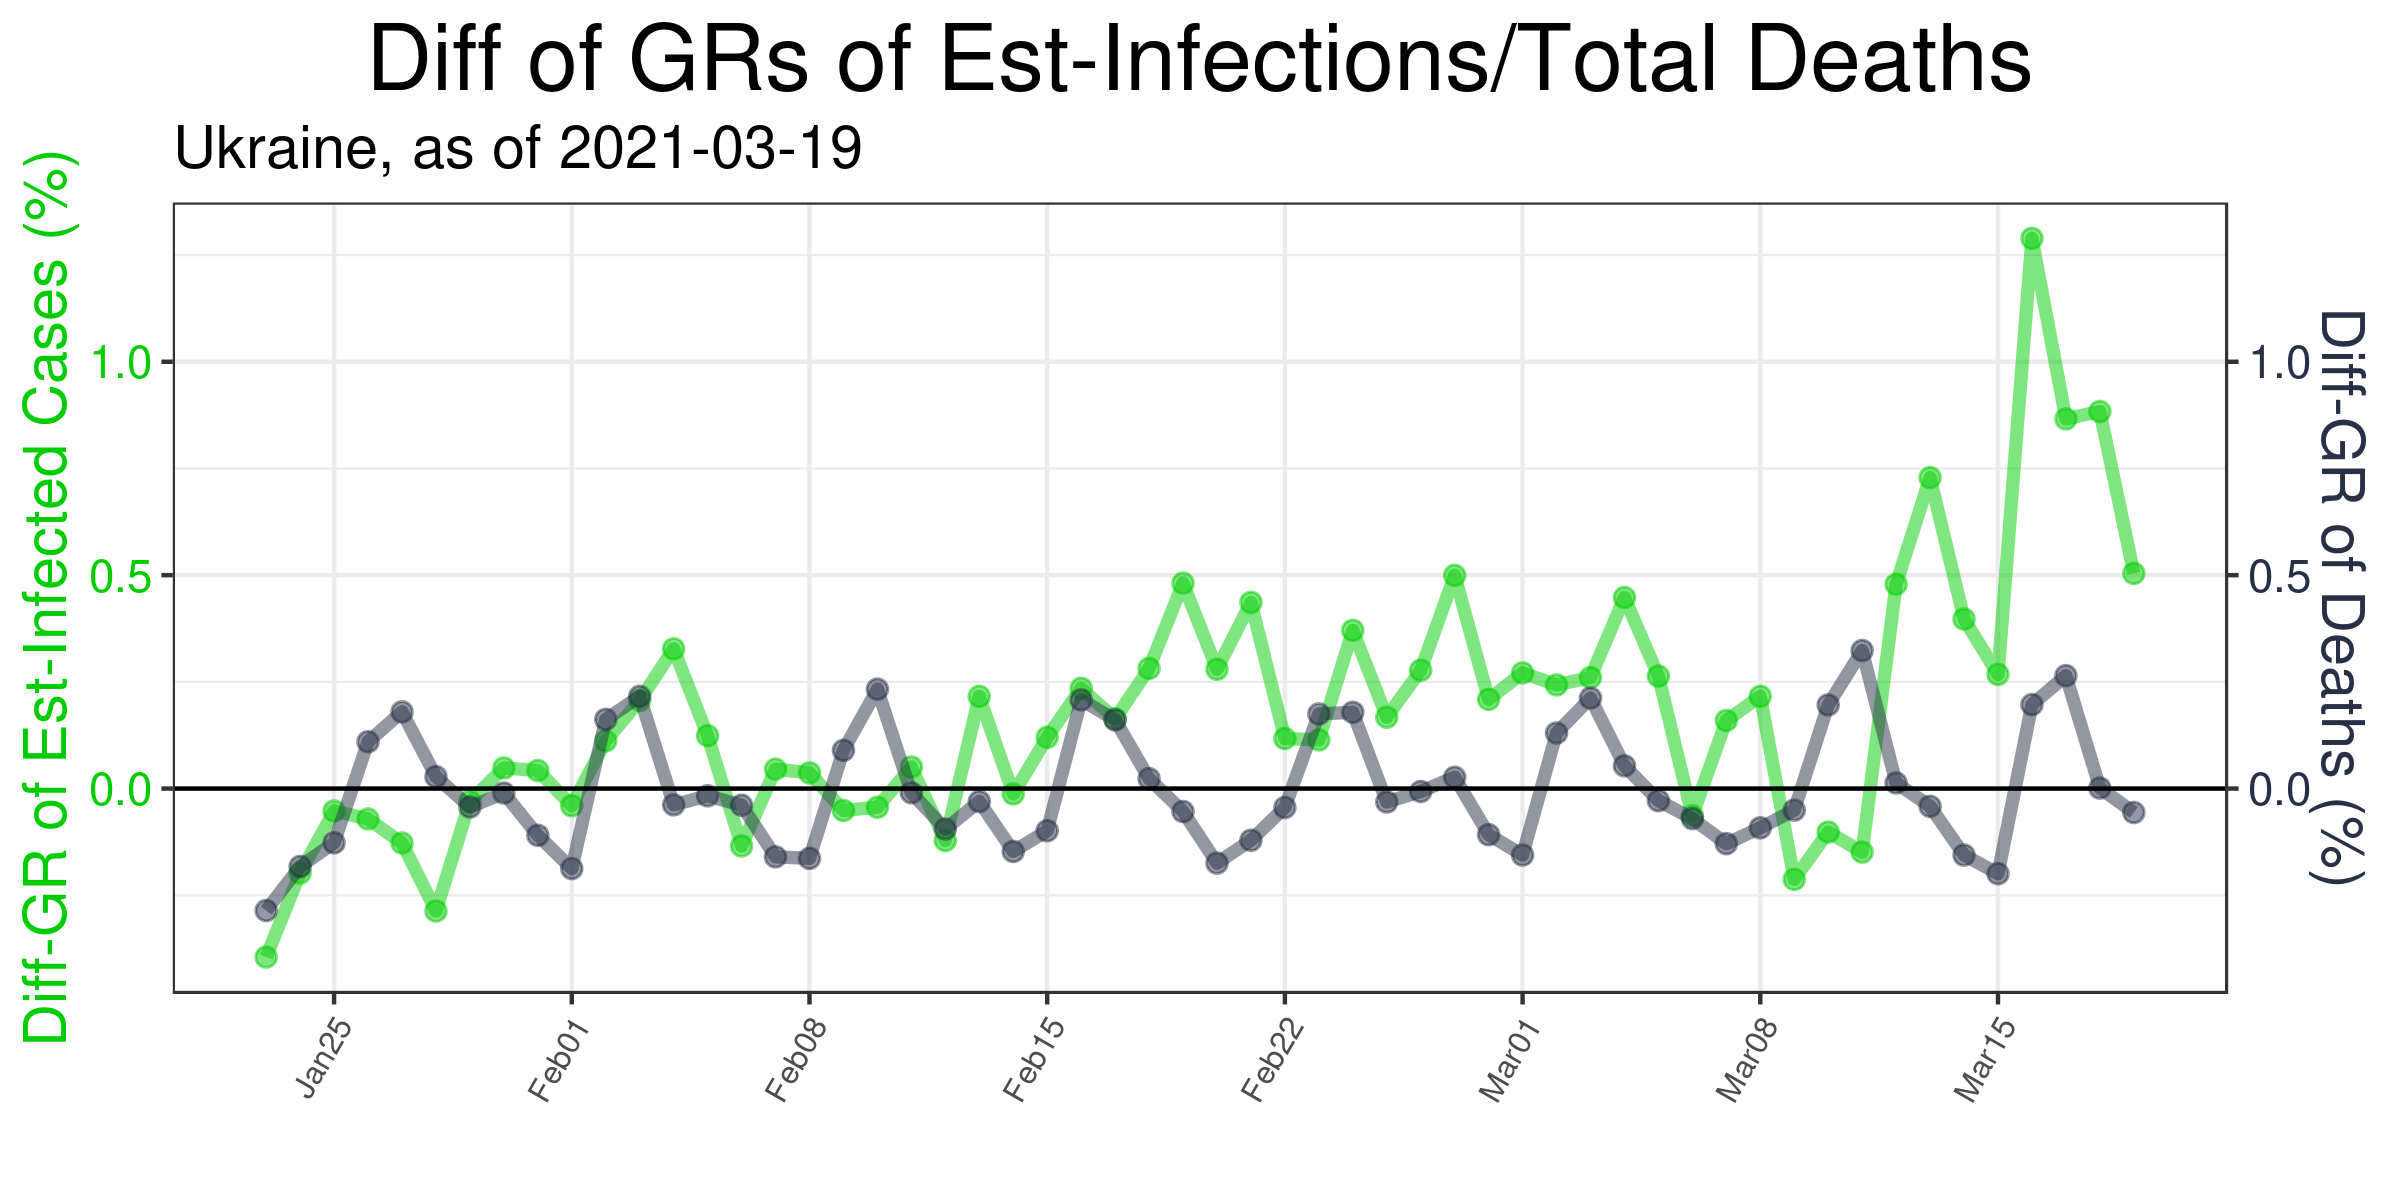 Diff of GRs of Est-Infections/Total Deaths
Ukraine, as of 2021-03-19
Diff-GR of Est-Infected Cases (%)
1.0
0.5
0.0
1.0
0.5
0.0
Diff-GR of Deaths (%)
Jan25
Feb01
Feb08
Feb15
Feb22
Mar01
Mar08
Mar15